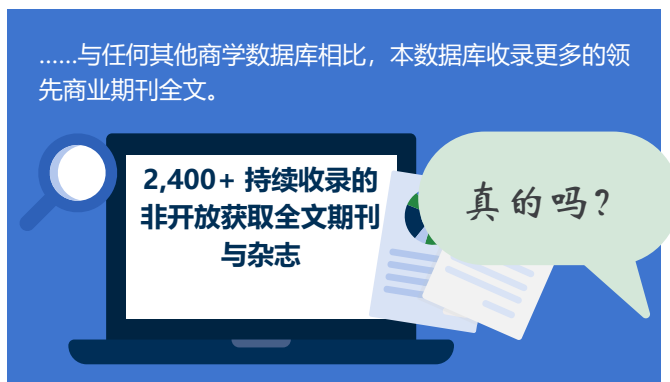 ……与任何其他商学数据库相比，本数据库收录更多的领
先商业期刊全文。
2,400+ 持续收录的
非开放获取全文期刊
与杂志
真的吗？